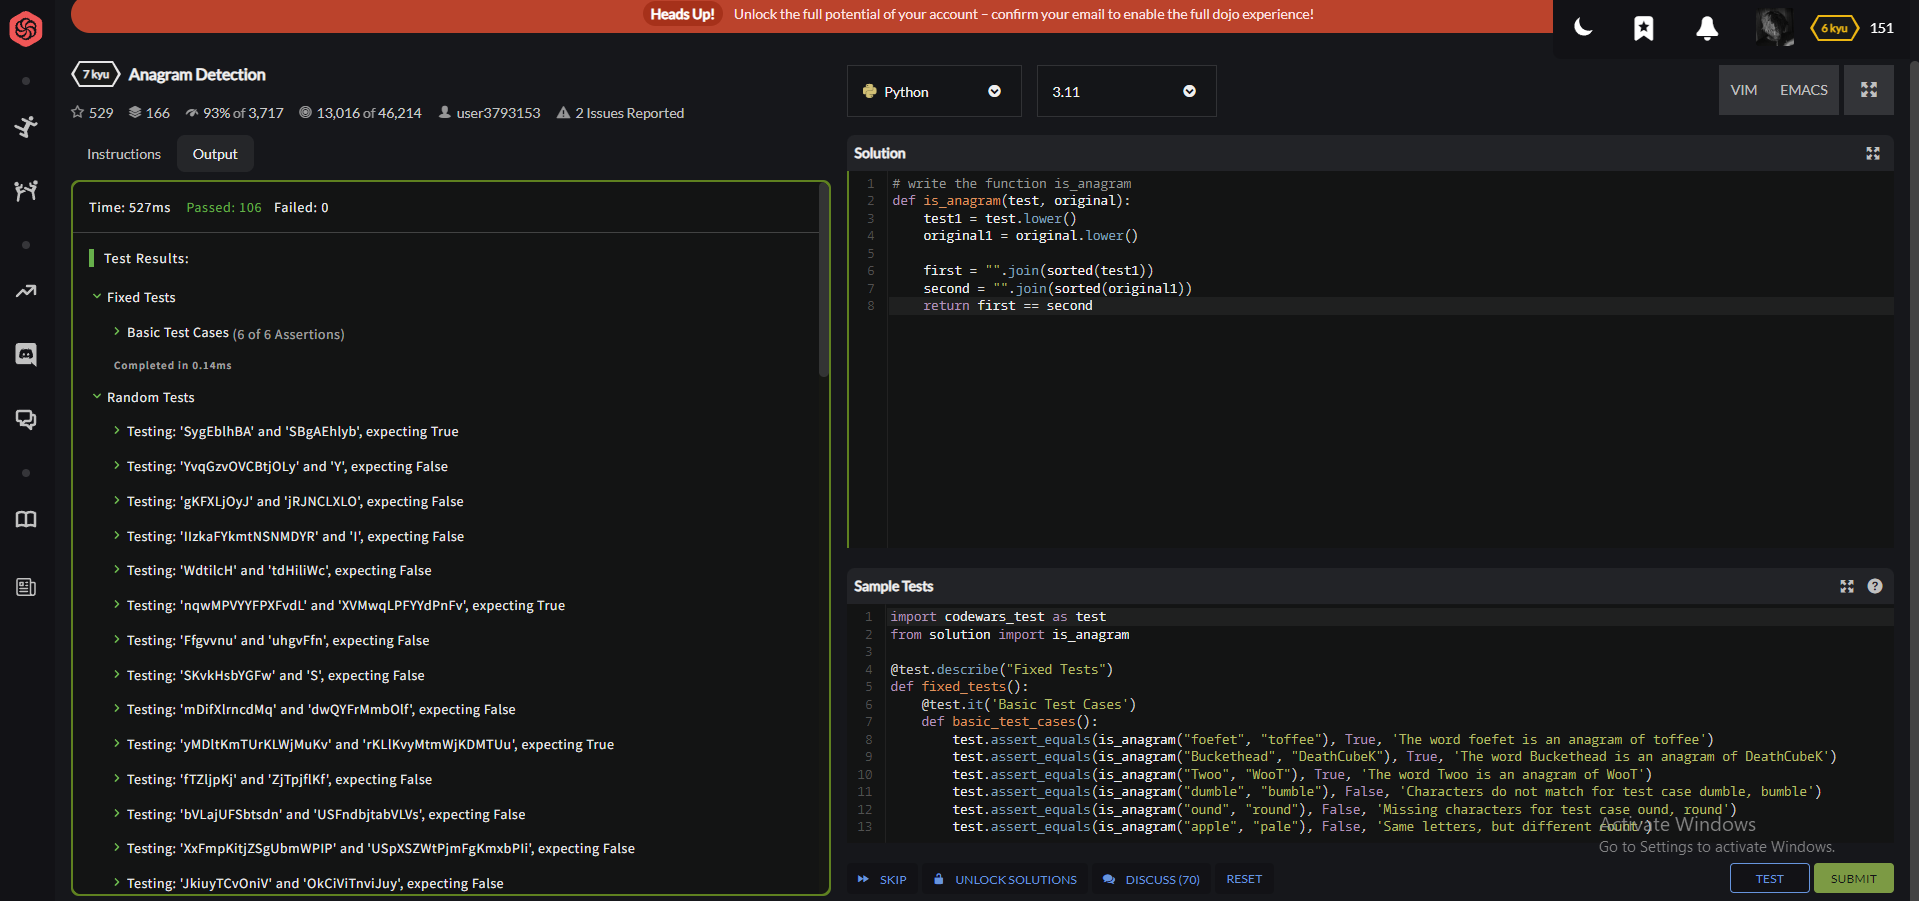 Heads Up! Unlock the full potential of your account – confirm your email to enable the full dojo experience!
6 kyu 151
7 kyu Anagram Detection
529 166 93% of 3,717 13,016 of 46,214 user3793153 2 Issues Reported
Instructions Output
Time: 527ms Passed: 106 Failed: 0
Test Results:
Fixed Tests
Basic Test Cases (6 of 6 Assertions)
Completed in 0.14ms
Random Tests
Testing: 'SygEblhBA' and 'SBgAEhlyb', expecting True
Testing: 'YvqGzvOVCBtjOLy' and 'Y', expecting False
Testing: 'gKFXLjOyJ' and 'jRJNCLXLO', expecting False
Testing: 'IIzkaFYkmtNSNMDYR' and 'I', expecting False
Testing: 'WdtilcH' and 'tdHiliWc', expecting False
Testing: 'nqwMPVYYFPXFvdL' and 'XVMwqLPFYYdPnFv', expecting True
Testing: 'Ffgvvnu' and 'uhgvFfn', expecting False
Testing: 'SKvkHsbYGFw' and 'S', expecting False
Testing: 'mDifXlrncdMq' and 'dwQYFrMmbOlf', expecting False
Testing: 'yMDltKmTUrKLWjMuKv' and 'rKLlKvyMtmWjKDMTUu', expecting True
Testing: 'fTZljpKj' and 'ZjTpjflKf', expecting False
Testing: 'bVLajUFSbtsdn' and 'USFndbjtabVLVs', expecting False
Testing: 'XxFmpKitjZSgUbmWPIP' and 'USpXSZWtPjmFgKmxbPIi', expecting False
Testing: 'JkiuyTCvOniV' and 'OkCiViTnviJuy', expecting False
Python 3.11 VIM EMACS
Solution
1 # write the function is_anagram
2 def is_anagram(test, original):
3 test1 = test.lower()
4 original1 = original.lower()
5
6 first = "".join(sorted(test1))
7 second = "".join(sorted(original1))
8 return first == second
Sample Tests
1 import codewars_test as test
2 from solution import is_anagram
3
4 @test.describe("Fixed Tests")
5 def fixed_tests():
6 @test.it('Basic Test Cases')
7 def basic_test_cases():
8 test.assert_equals(is_anagram("foefet", "toffee"), True, 'The word foefet is an anagram of toffee')
9 test.assert_equals(is_anagram("Buckethead", "DeathCubeK"), True, 'The word Buckethead is an anagram of DeathCubeK')
10 test.assert_equals(is_anagram("Twoo", "WooT"), True, 'The word Twoo is an anagram of WooT')
11 test.assert_equals(is_anagram("dumble", "bumble"), False, 'Characters do not match for test case dumble, bumble')
12 test.assert_equals(is_anagram("ound", "round"), False, 'Missing characters for test case ound, round')
13 test.assert_equals(is_anagram("apple", "pale"), False, 'Same letters, but different count')
Activate Windows
Go to Settings to activate Windows.
SKIP UNLOCK SOLUTIONS DISCUSS (70) RESET TEST SUBMIT